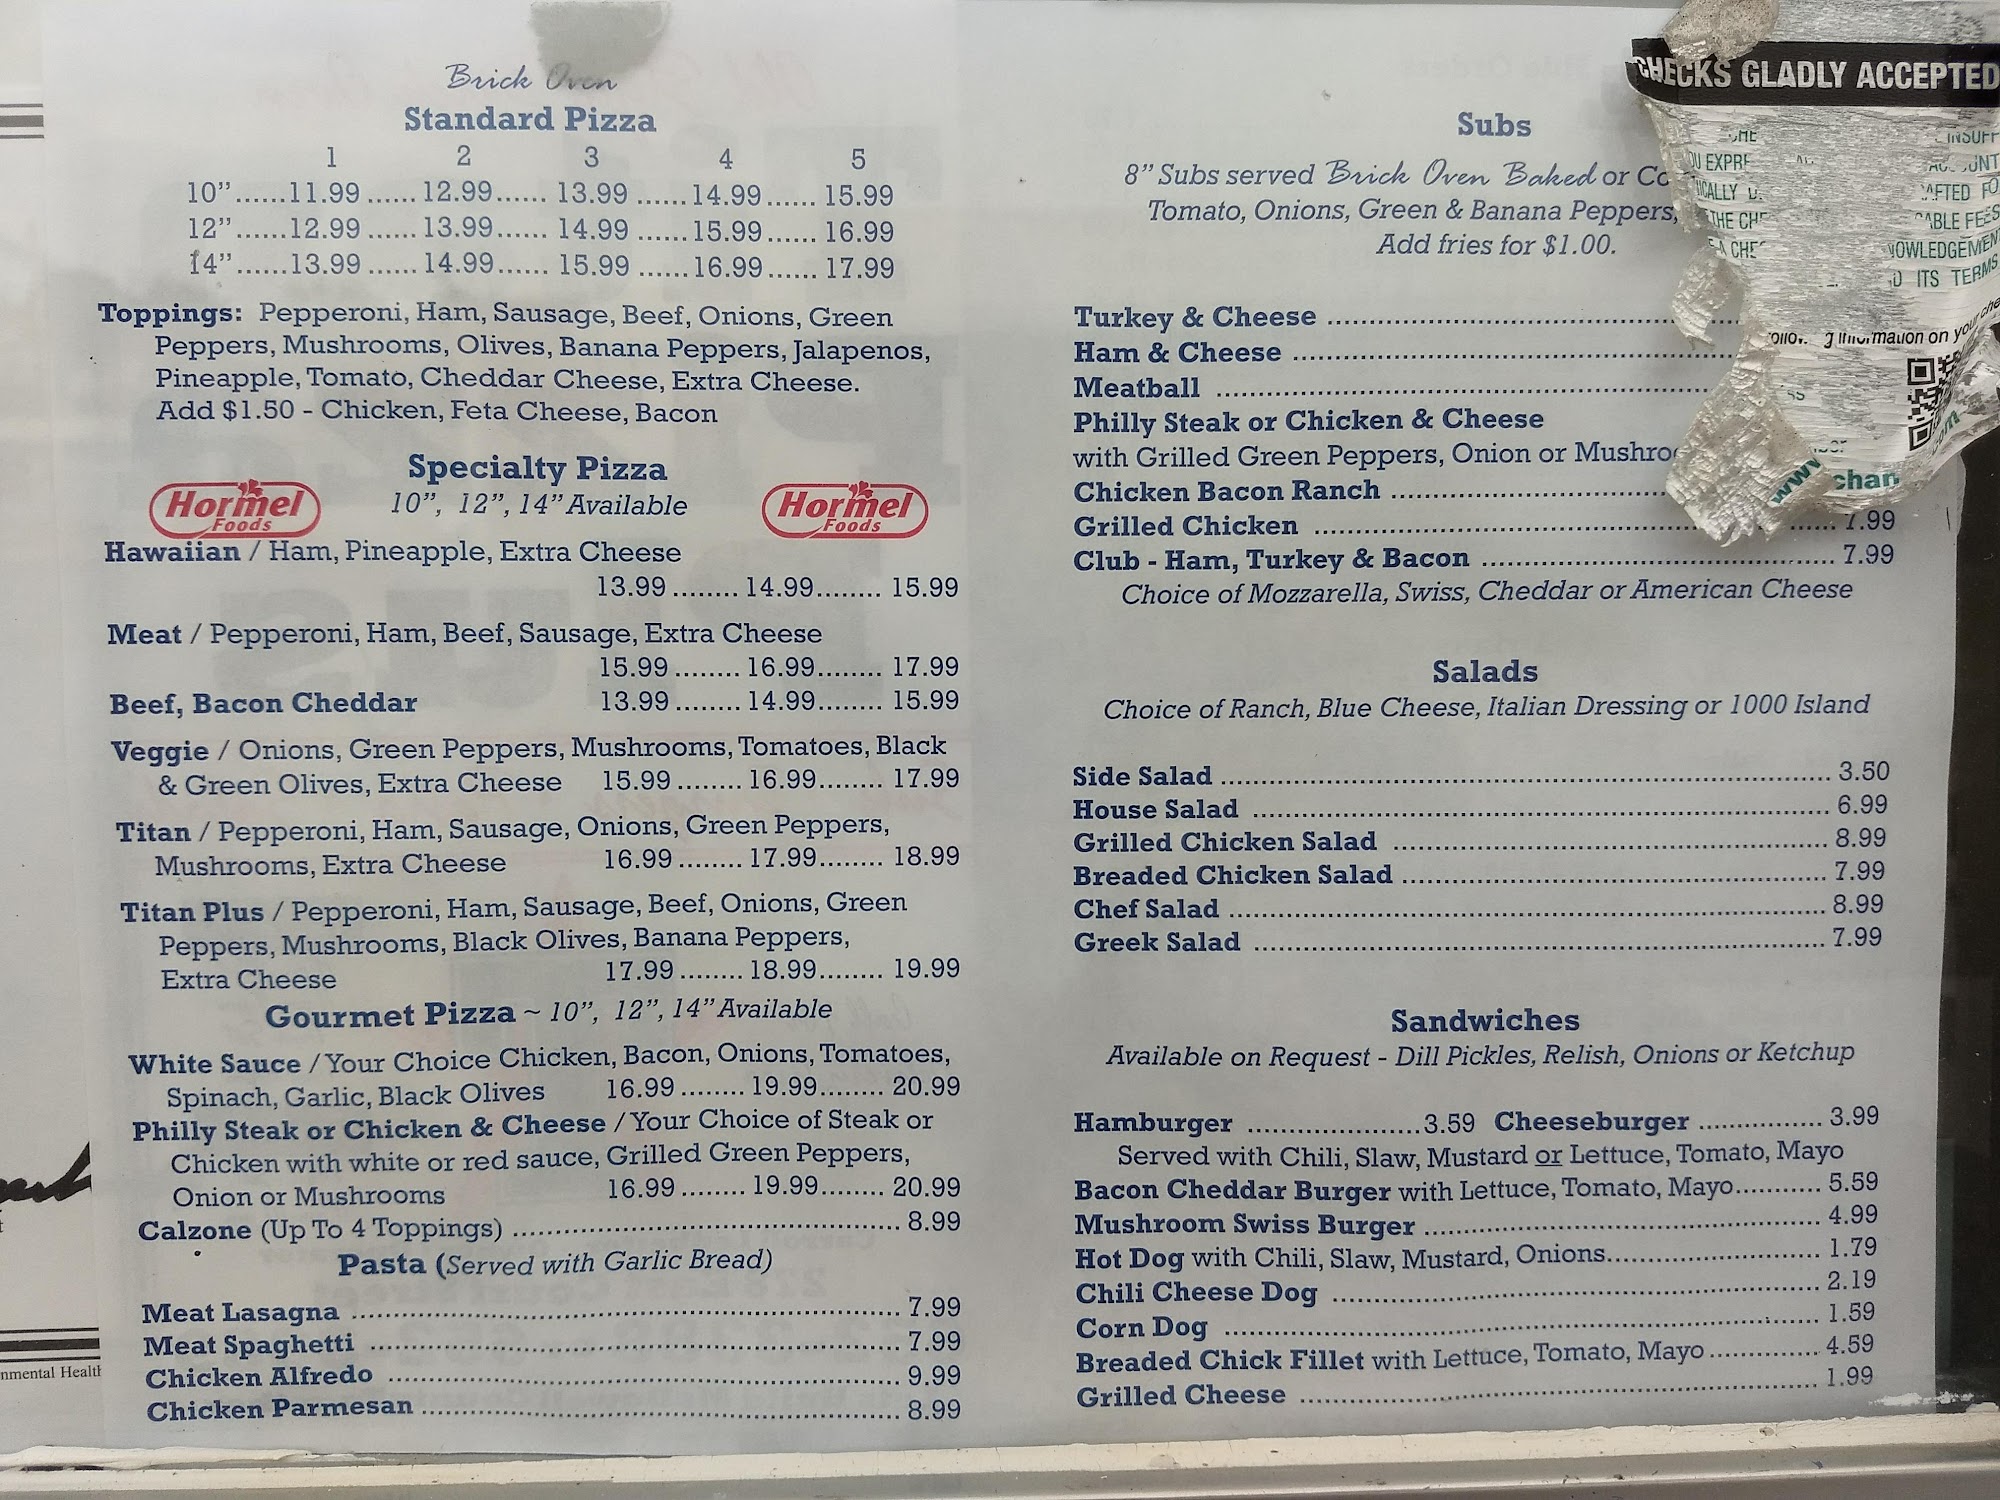 Brick Oven
Standard Pizza
1 2 3 4 5
10”......11.99......12.99......13.99......14.99......15.99
12”......12.99......13.99......14.99......15.99......16.99
14”......13.99......14.99......15.99......16.99......17.99
Toppings: Pepperoni, Ham, Sausage, Beef, Onions, Green
Peppers, Mushrooms, Olives, Banana Peppers, Jalapenos,
Pineapple, Tomato, Cheddar Cheese, Extra Cheese.
Add $1.50 - Chicken, Feta Cheese, Bacon
Specialty Pizza
10”, 12”, 14” Available
Hormel
Foods
Hormel
Foods
Hawaiian / Ham, Pineapple, Extra Cheese
13.99........14.99........15.99
Meat / Pepperoni, Ham, Beef, Sausage, Extra Cheese
15.99........16.99........17.99
Beef, Bacon Cheddar 13.99........14.99........15.99
Veggie / Onions, Green Peppers, Mushrooms, Tomatoes, Black
& Green Olives, Extra Cheese 15.99........16.99........17.99
Titan / Pepperoni, Ham, Sausage, Onions, Green Peppers,
Mushrooms, Extra Cheese 16.99........17.99........18.99
Titan Plus / Pepperoni, Ham, Sausage, Beef, Onions, Green
Peppers, Mushrooms, Black Olives, Banana Peppers,
Extra Cheese 17.99........18.99........19.99
Gourmet Pizza ~ 10”, 12”, 14” Available
White Sauce / Your Choice Chicken, Bacon, Onions, Tomatoes,
Spinach, Garlic, Black Olives 16.99........19.99........20.99
Philly Steak or Chicken & Cheese / Your Choice of Steak or
Chicken with white or red sauce, Grilled Green Peppers,
Onion or Mushrooms 16.99........19.99........20.99
Calzone (Up To 4 Toppings) ........8.99
Pasta (Served with Garlic Bread)
Meat Lasagna ........7.99
Meat Spaghetti ........7.99
Chicken Alfredo ........9.99
Chicken Parmesan ........8.99
Subs
8” Subs served Brick Oven Baked or
Tomato, Onions, Green & Banana Peppers,
Add fries for $1.00.
Turkey & Cheese ........
Ham & Cheese ........
Meatball ........
Philly Steak or Chicken & Cheese
with Grilled Green Peppers, Onion or
Chicken Bacon Ranch ........
Grilled Chicken ........7.99
Club - Ham, Turkey & Bacon ........7.99
Choice of Mozzarella, Swiss, Cheddar or American Cheese
Salads
Choice of Ranch, Blue Cheese, Italian Dressing or 1000 Island
Side Salad ........3.50
House Salad ........6.99
Grilled Chicken Salad ........8.99
Breaded Chicken Salad ........7.99
Chef Salad ........8.99
Greek Salad ........7.99
Sandwiches
Available on Request - Dill Pickles, Relish, Onions or Ketchup
Hamburger ........3.59 Cheeseburger ........3.99
Served with Chili, Slaw, Mustard or Lettuce, Tomato, Mayo
Bacon Cheddar Burger with Lettuce, Tomato, Mayo........5.59
Mushroom Swiss Burger ........4.99
Hot Dog with Chili, Slaw, Mustard, Onions........1.79
Chili Cheese Dog ........2.19
Corn Dog ........1.59
Breaded Chick Fillet with Lettuce, Tomato, Mayo........4.59
Grilled Cheese ........1.99
CHECKS GLADLY ACCEPTED
THE
ITS TERMS
on your